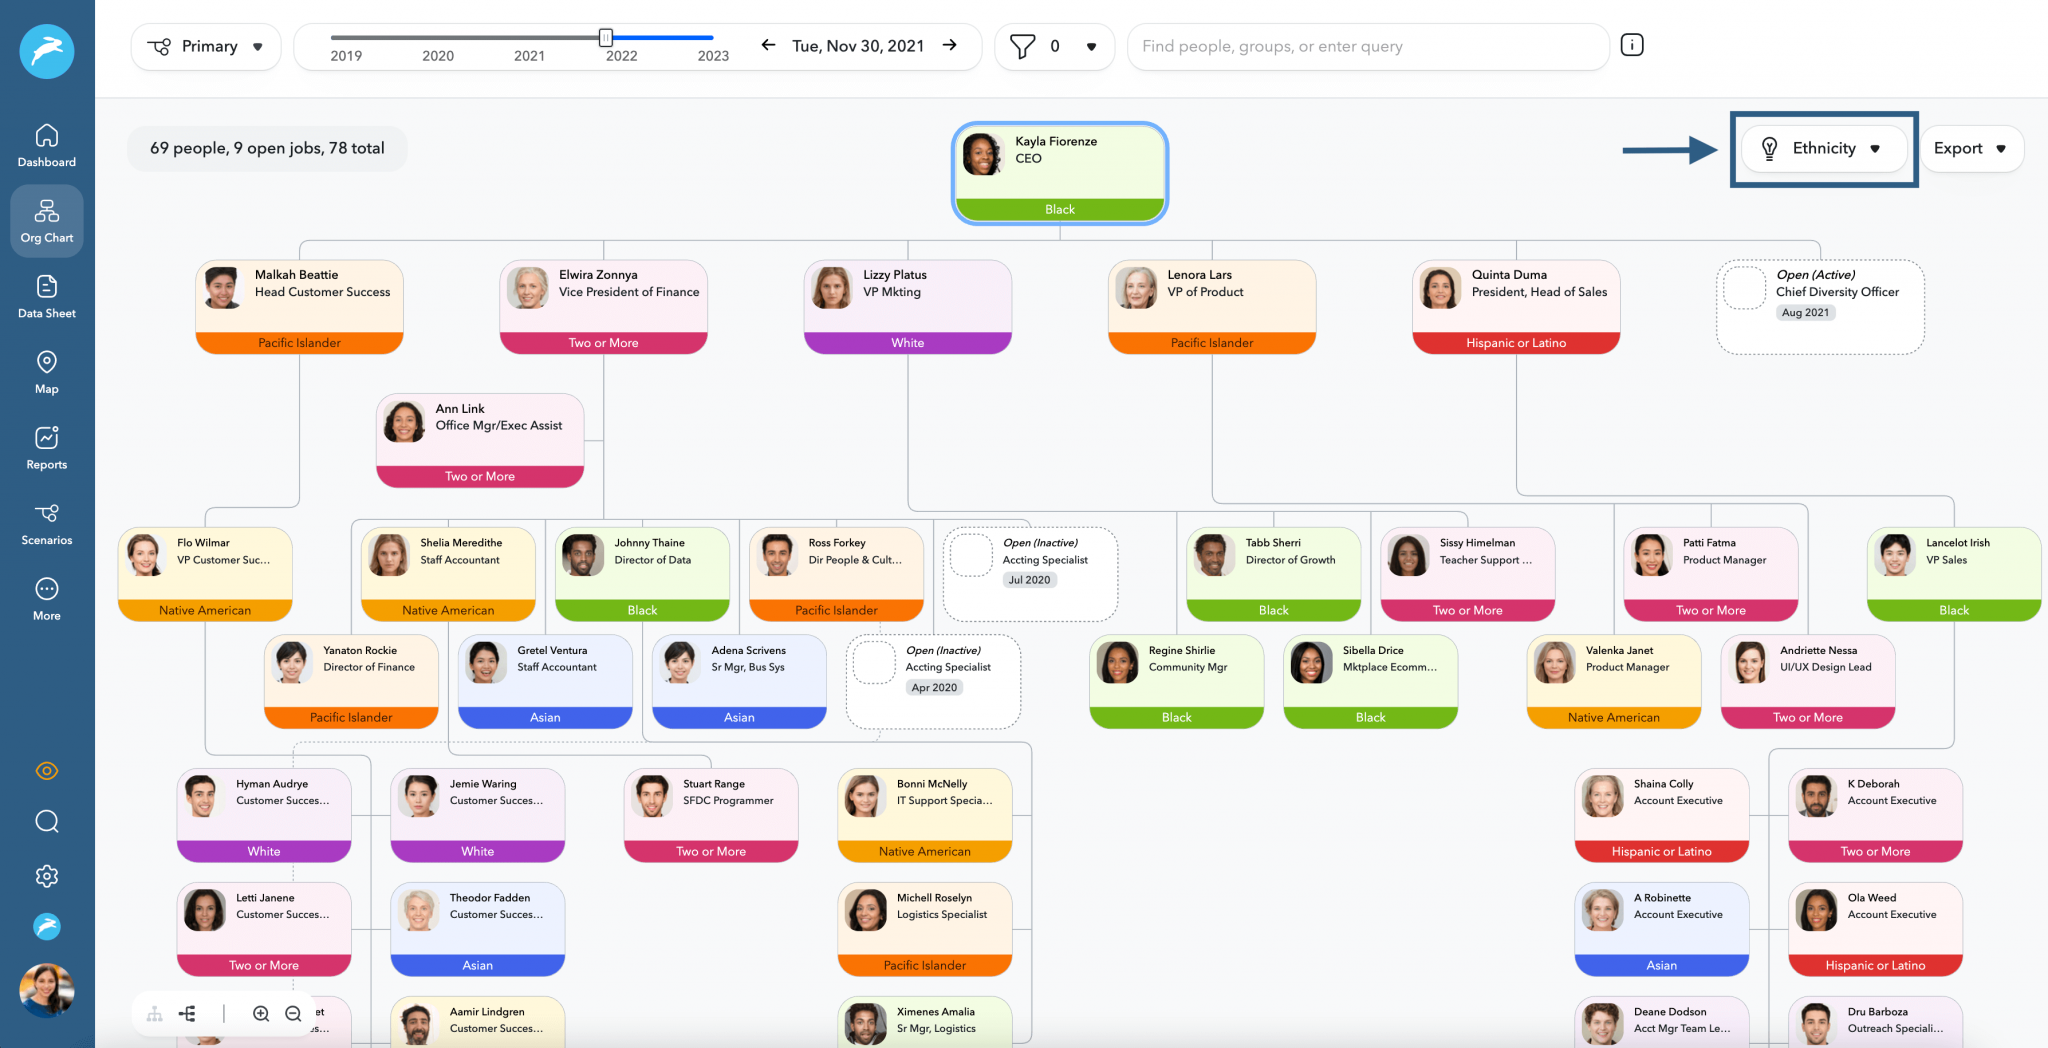 Primary
2019 2020 2021 2022 2023
Tue, Nov 30, 2021
0
Find people, groups, or enter query
Dashboard
Org Chart
Data Sheet
Map
Reports
Scenarios
More
69 people, 9 open jobs, 78 total
Ethnicity
Export
Kayla Fiorenze
CEO
Black
Malkah Beattie
Head Customer Success
Pacific Islander
Elwira Zonnya
Vice President of Finance
Two or More
Lizzy Platus
VP Mkting
White
Lenora Lars
VP of Product
Pacific Islander
Quinta Duma
President, Head of Sales
Hispanic or Latino
Open (Active)
Chief Diversity Officer
Aug 2021
Ann Link
Office Mgr/Exec Assist
Two or More
Flo Wilmar
VP Customer Suc...
Native American
Shelia Meredithe
Staff Accountant
Native American
Johnny Thaine
Director of Data
Black
Ross Forkey
Dir People & Cult...
Pacific Islander
Open (Inactive)
Accting Specialist
Jul 2020
Tabb Sherri
Director of Growth
Black
Sissy Himelman
Teacher Support ...
Two or More
Patti Fatma
Product Manager
Two or More
Lancelot Irish
VP Sales
Black
Yanaton Rockie
Director of Finance
Pacific Islander
Gretel Ventura
Staff Accountant
Asian
Adena Scrivens
Sr Mgr, Bus Sys
Asian
Open (Inactive)
Accting Specialist
Apr 2020
Regine Shirlie
Community Mgr
Black
Sibella Drice
Mktplace Ecomm...
Black
Valenka Janet
Product Manager
Native American
Andriette Nessa
UI/UX Design Lead
Two or More
Hyman Audrye
Customer Succes...
White
Jemie Waring
Customer Succes...
White
Stuart Range
SFDC Programmer
Two or More
Bonni McNelly
IT Support Specia...
Native American
Shaina Colly
Account Executive
Hispanic or Latino
K Deborah
Account Executive
Two or More
Letti Janene
Customer Succes...
Two or More
Theodor Fadden
Customer Succes...
Asian
Michell Roselyn
Logistics Specialist
Pacific Islander
A Robinette
Account Executive
Asian
Ola Weed
Account Executive
Hispanic or Latino
et
s...
Aamir Lindgren
Customer Succes...
Ximenes Amalia
Sr Mgr, Logistics
Deane Dodson
Acct Mgr Team Le...
Dru Barboza
Outreach Speciali...